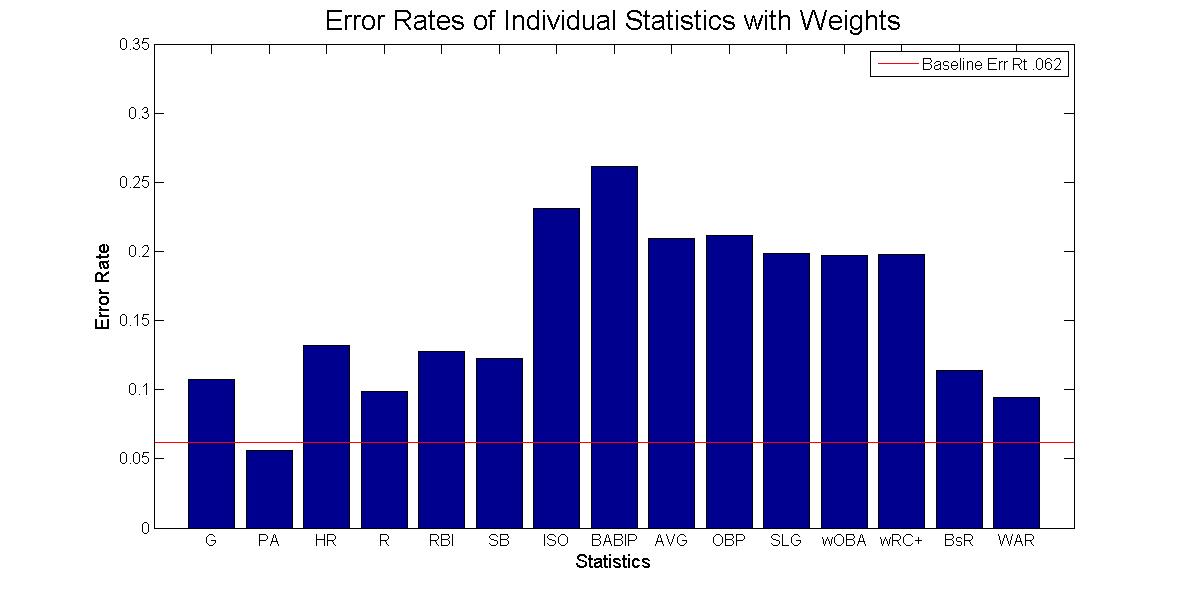 Error Rates of Individual Statistics with Weights
0.35
Baseline Err Rt .062
0.3
0.25
0.2
0.15
0.1
0.05
0
Error Rate
G PA HR R RBI SB ISO BABIP AVG OBP SLG wOBA wRC+ BsR WAR
Statistics